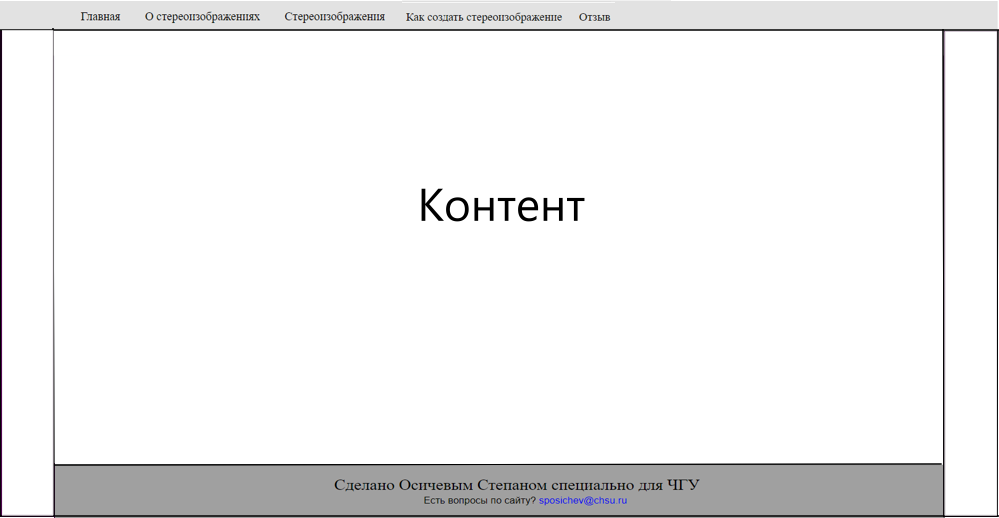 Главная О стереоизображениях Стереоизображения Как создать стереоизображение Отзыв
Контент
Сделано Осичевым Степаном специально для ЧГУ
Есть вопросы по сайту? sposichev@chsu.ru